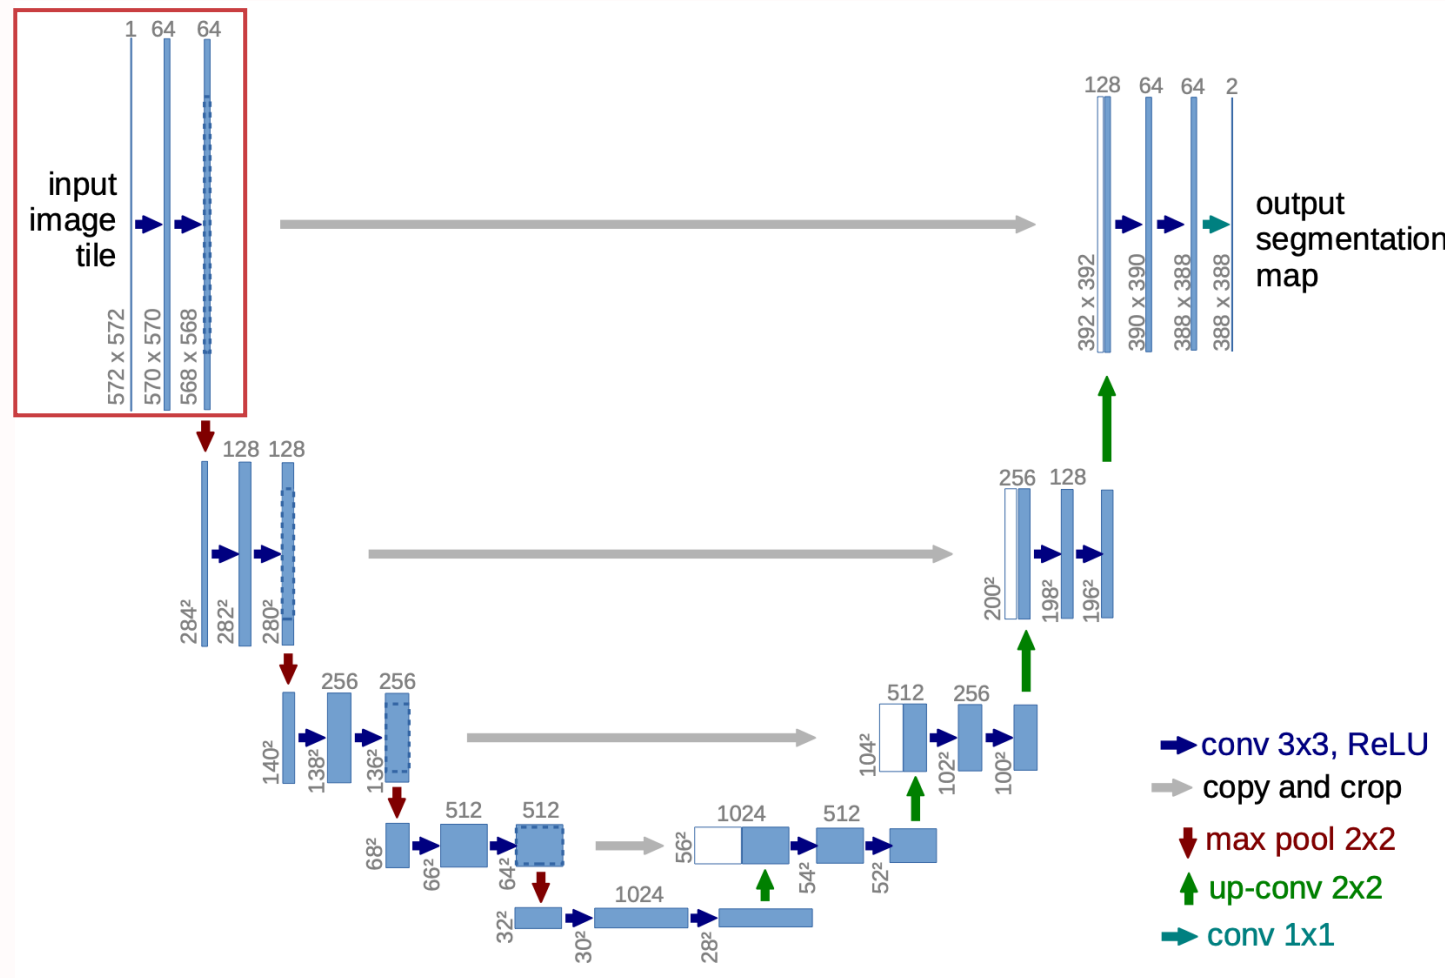 1 64 64
input
image
tile
572 x 572
570 x 570
568 x 568
128 64 64 2
392 x 392
390 x 390
388 x 388
388 x 388
output
segmentation
map
128 128
284²
282²
280²
256 128
200²
198²
196²
256 256
140²
138²
136²
512 256
104²
102²
100²
512 512
68²
66²
64²
1024 512
56²
54²
52²
1024
32²
30²
28²
conv 3x3, ReLU
copy and crop
max pool 2x2
up-conv 2x2
conv 1x1